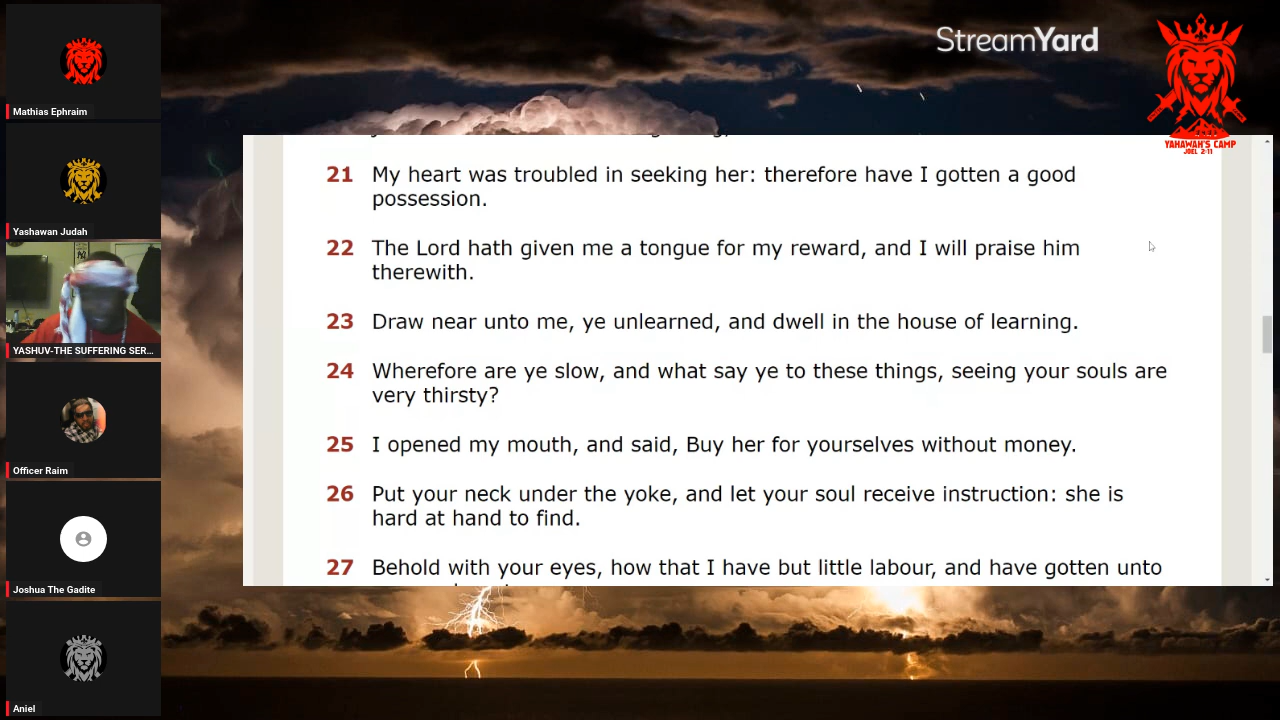 Mathias Ephraim
Yashawan Judah
YASHUV-THE SUFFERING SER...
Officer Raim
Joshua The Gadite
Aniel
StreamYard
YAHAWAH'S CAMP
JOEL 2:11
21 My heart was troubled in seeking her: therefore have I gotten a good
possession.
22 The Lord hath given me a tongue for my reward, and I will praise him
therewith.
23 Draw near unto me, ye unlearned, and dwell in the house of learning.
24 Wherefore are ye slow, and what say ye to these things, seeing your souls are
very thirsty?
25 I opened my mouth, and said, Buy her for yourselves without money.
26 Put your neck under the yoke, and let your soul receive instruction: she is
hard at hand to find.
27 Behold with your eyes, how that I have but little labour, and have gotten unto